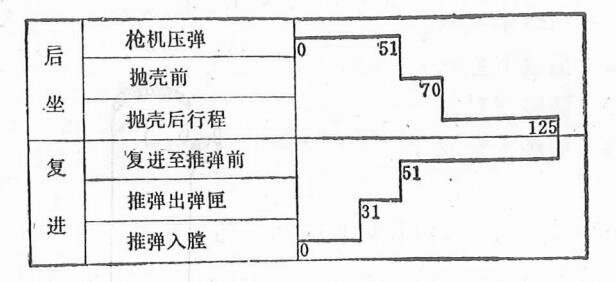 后坐
枪机压弹
0 51
抛壳前
70
抛壳后行程
125
复进
复进至推弹前
51
推弹出弹匣
31
推弹入膛
0